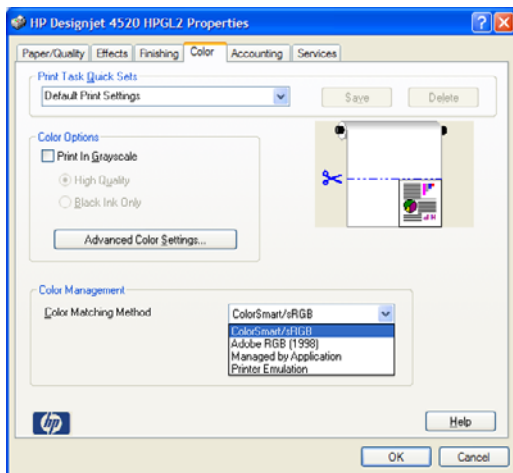 HP Designjet 4520 HPGL2 Properties
Paper/Quality Effects Finishing Color Accounting Services
Print Task Quick Sets
Default Print Settings Save Delete
Color Options
Print In Grayscale
High Quality
Black Ink Only
Advanced Color Settings...
Color Management
Color Matching Method ColorSmart/sRGB
ColorSmart/sRGB
Adobe RGB (1998)
Managed by Application
Printer Emulation
hp Help
OK Cancel